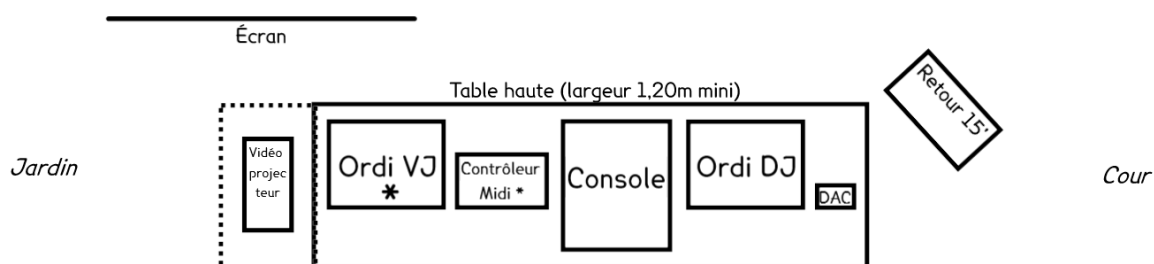 Écran
Table haute (largeur 1,20m mini)
Retour 15'
Jardin
Vidéo
projec
teur
Ordi VJ
*
Contrôleur
Midi *
Console
Ordi DJ
DAC
Cour